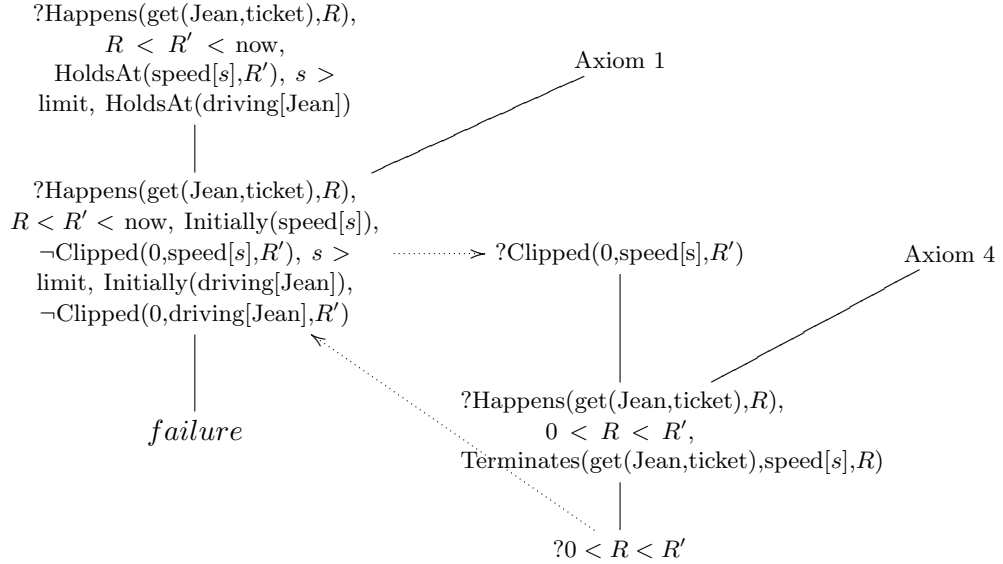 ?Happens(get(Jean,ticket),R),
R < R′ < now,
HoldsAt(speed[s],R′), s >
limit, HoldsAt(driving[Jean])
Axiom 1
?Happens(get(Jean,ticket),R),
R < R′ < now, Initially(speed[s]),
¬Clipped(0,speed[s],R′), s >
limit, Initially(driving[Jean]),
¬Clipped(0,driving[Jean],R′)
?Clipped(0,speed[s],R′)
Axiom 4
failure
?Happens(get(Jean,ticket),R),
0 < R < R′,
Terminates(get(Jean,ticket),speed[s],R)
?0 < R < R′